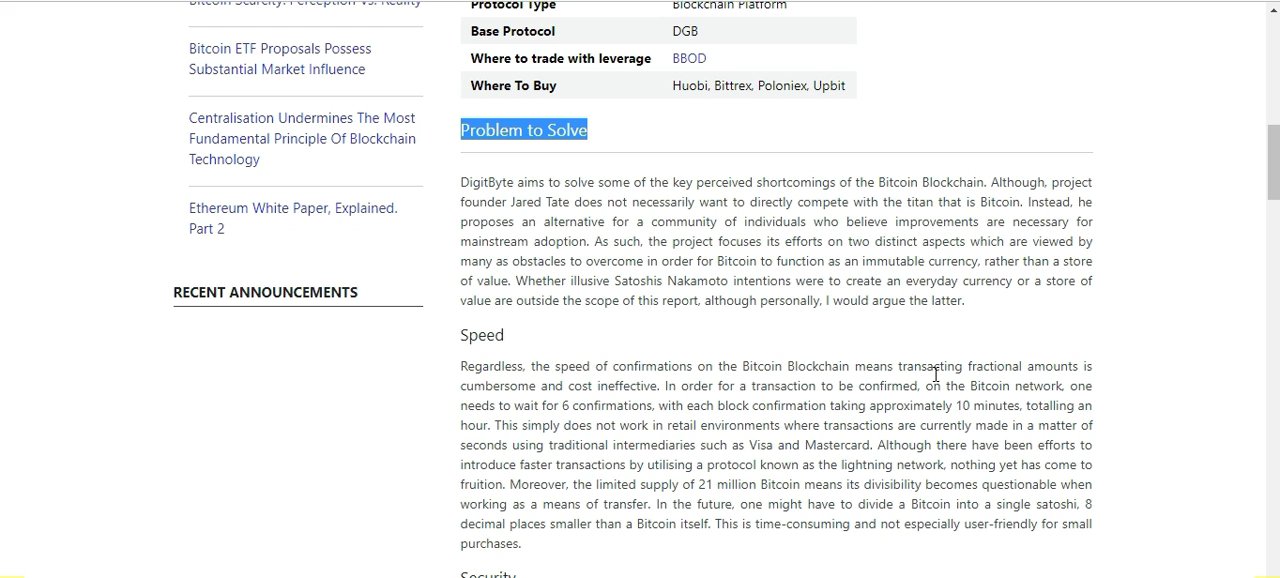 Bitcoin Scarcity: Perception Vs. Reality
Bitcoin ETF Proposals Possess
Substantial Market Influence
Centralisation Undermines The Most
Fundamental Principle Of Blockchain
Technology
Ethereum White Paper, Explained.
Part 2
RECENT ANNOUNCEMENTS
Protocol Type Blockchain Platform
Base Protocol DGB
Where to trade with leverage BBOD
Where To Buy Huobi, Bittrex, Poloniex, Upbit
Problem to Solve
DigitByte aims to solve some of the key perceived shortcomings of the Bitcoin Blockchain. Although, project
founder Jared Tate does not necessarily want to directly compete with the titan that is Bitcoin. Instead, he
proposes an alternative for a community of individuals who believe improvements are necessary for
mainstream adoption. As such, the project focuses its efforts on two distinct aspects which are viewed by
many as obstacles to overcome in order for Bitcoin to function as an immutable currency, rather than a store
of value. Whether illusive Satoshis Nakamoto intentions were to create an everyday currency or a store of
value are outside the scope of this report, although personally, I would argue the latter.
Speed
Regardless, the speed of confirmations on the Bitcoin Blockchain means transacting fractional amounts is
cumbersome and cost ineffective. In order for a transaction to be confirmed, on the Bitcoin network, one
needs to wait for 6 confirmations, with each block confirmation taking approximately 10 minutes, totalling an
hour. This simply does not work in retail environments where transactions are currently made in a matter of
seconds using traditional intermediaries such as Visa and Mastercard. Although there have been efforts to
introduce faster transactions by utilising a protocol known as the lightning network, nothing yet has come to
fruition. Moreover, the limited supply of 21 million Bitcoin means its divisibility becomes questionable when
working as a means of transfer. In the future, one might have to divide a Bitcoin into a single satoshi, 8
decimal places smaller than a Bitcoin itself. This is time-consuming and not especially user-friendly for small
purchases.
Security